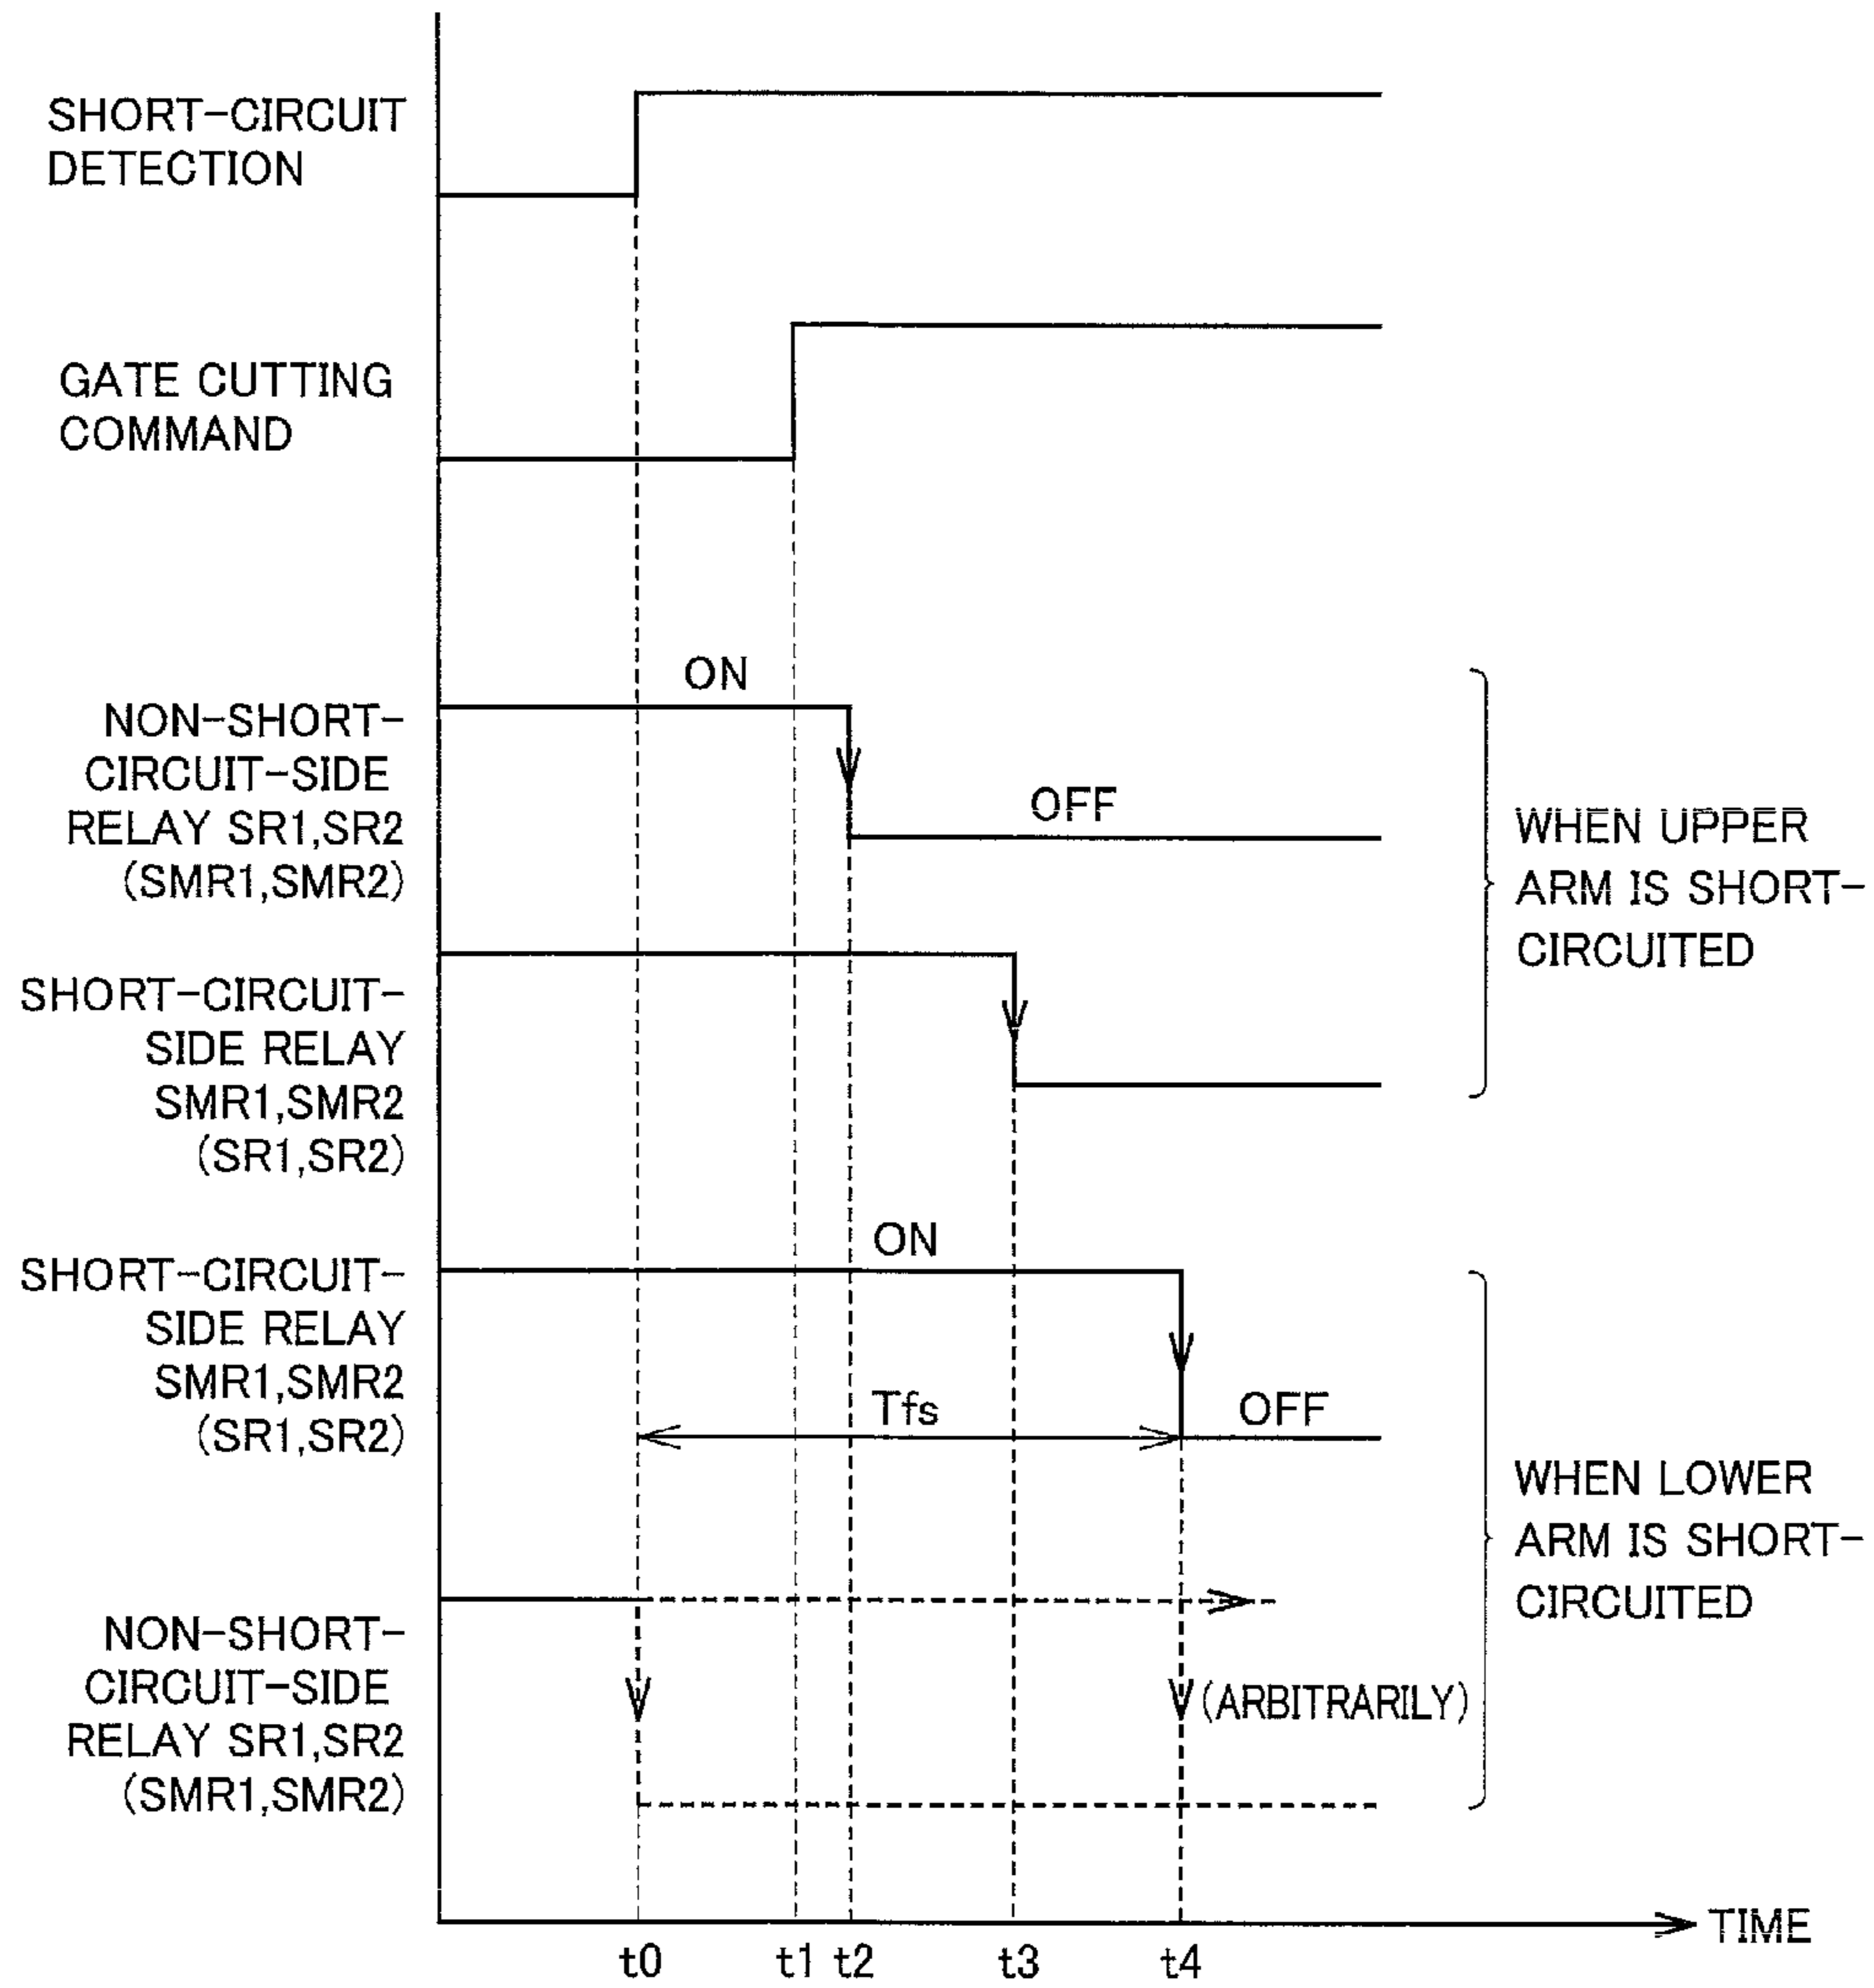 SHORT-CIRCUIT
DETECTION
GATE CUTTING
COMMAND
ON
NON-SHORT-
CIRCUIT-SIDE
RELAY SR1,SR2
(SMR1,SMR2)
OFF
WHEN UPPER
ARM IS SHORT-
CIRCUITED
SHORT-CIRCUIT-
SIDE RELAY
SMR1,SMR2
(SR1,SR2)
ON
SHORT-CIRCUIT-
SIDE RELAY
SMR1,SMR2
(SR1,SR2)
Tfs
OFF
WHEN LOWER
ARM IS SHORT-
CIRCUITED
NON-SHORT-
CIRCUIT-SIDE
RELAY SR1,SR2
(SMR1,SMR2)
(ARBITRARILY)
TIME
t0 t1 t2 t3 t4